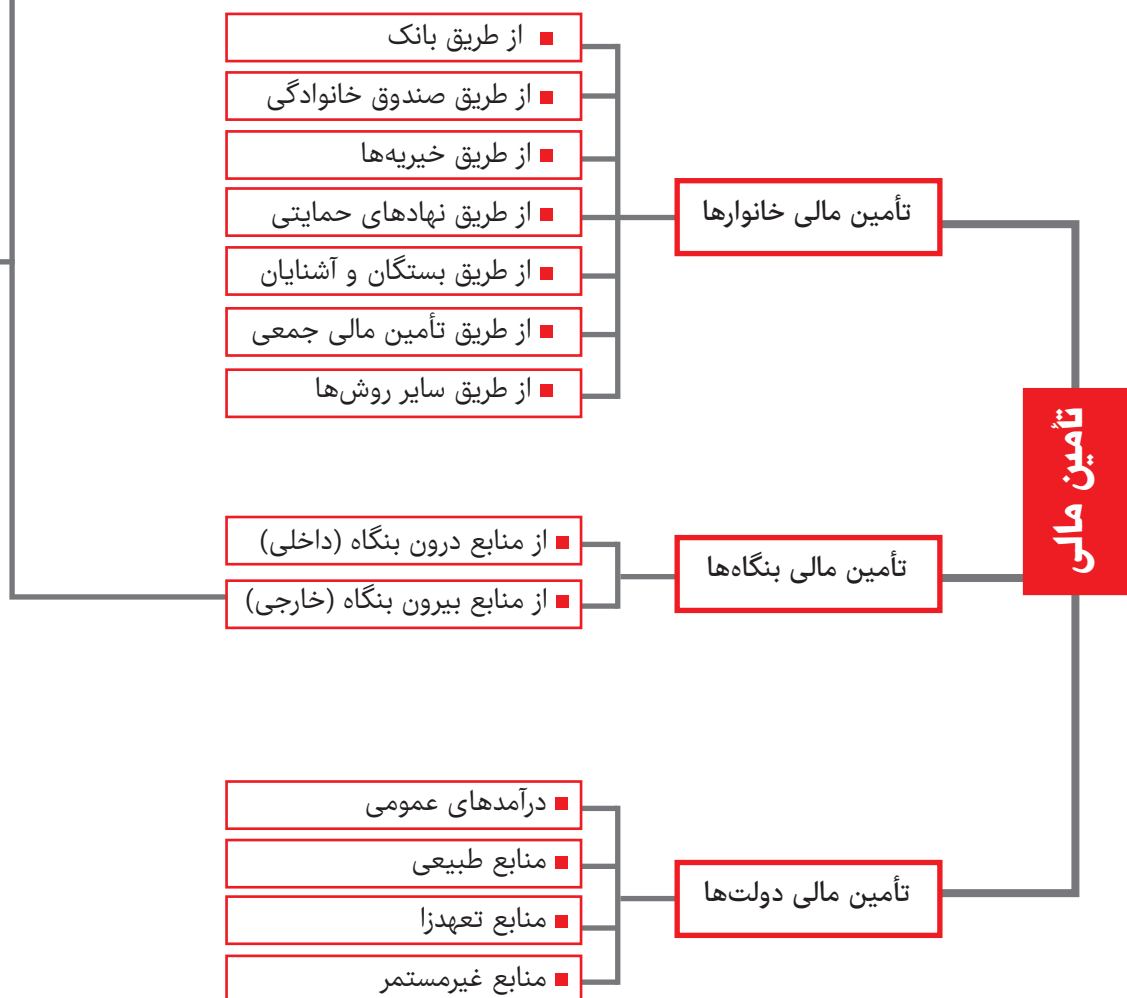 تأمین مالی
تأمین مالی خانوارها
از طریق بانک
از طریق صندوق خانوادگی
از طریق خیریه‌ها
از طریق نهادهای حمایتی
از طریق بستگان و آشنایان
از طریق تأمین مالی جمعی
از طریق سایر روش‌ها
تأمین مالی بنگاه‌ها
از منابع درون بنگاه (داخلی)
از منابع بیرون بنگاه (خارجی)
تأمین مالی دولت‌ها
درآمدهای عمومی
منابع طبیعی
منابع تعهدزا
منابع غیرمستمر